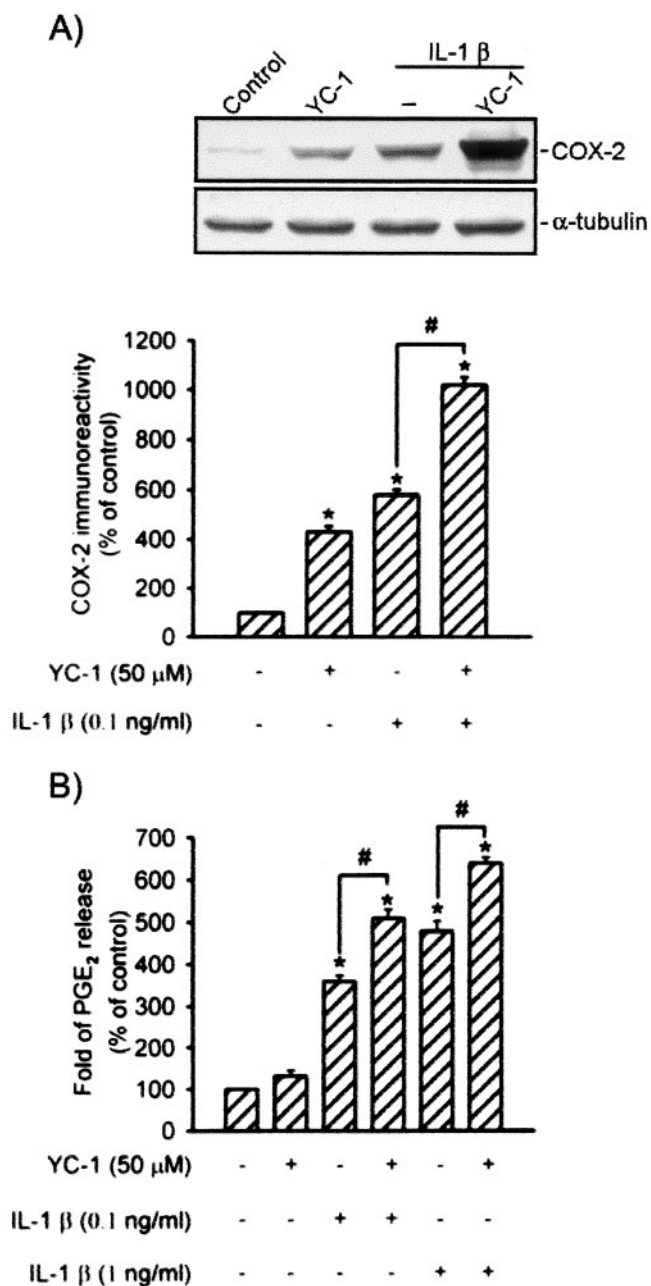 A)
IL-1 β
Control YC-1 – YC-1
-COX-2
-α-tubulin
COX-2 immunoreactivity
(% of control)
1200
1000
800
600
400
200
0
#
* * *
YC-1 (50 μM) - + - +
IL-1 β (0.1 ng/ml) - - + +
B)
Fold of PGE₂ release
(% of control)
700
600
500
400
300
200
100
0
# #
* * * *
YC-1 (50 μM) - + - + - +
IL-1 β (0.1 ng/ml) - - + + - -
IL-1 β (1 ng/ml) - - - - + +